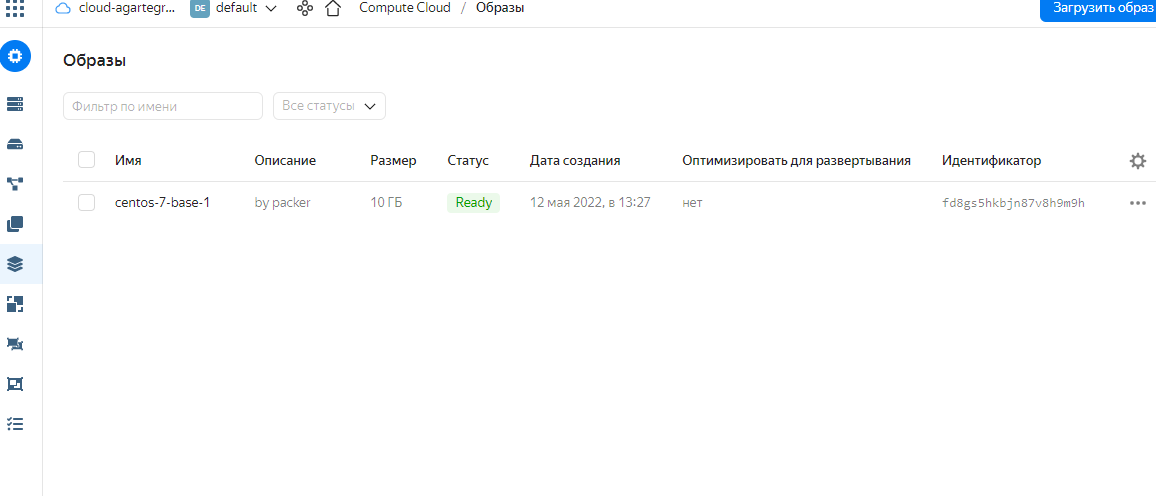 cloud-agartegr... DE default Compute Cloud / Образы Загрузить образ
Образы
Фильтр по имени Все статусы
Имя Описание Размер Статус Дата создания Оптимизировать для развертывания Идентификатор
centos-7-base-1 by packer 10 ГБ Ready 12 мая 2022, в 13:27 нет fd8gs5hkbjn87v8h9m9h